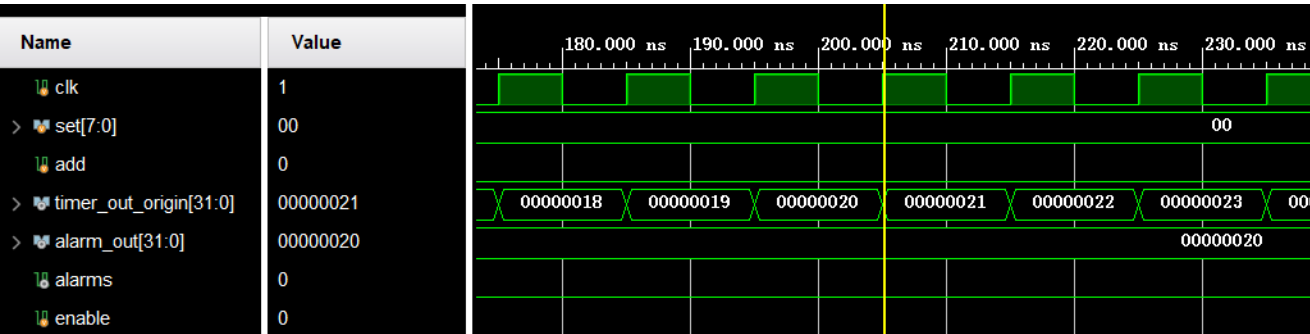 Name Value 180.000 ns 190.000 ns 200.000 ns 210.000 ns 220.000 ns 230.000 ns
clk 1
set[7:0] 00 00
add 0
timer_out_origin[31:0] 00000021 00000018 00000019 00000020 00000021 00000022 00000023 00
alarm_out[31:0] 00000020 00000020
alarms 0
enable 0